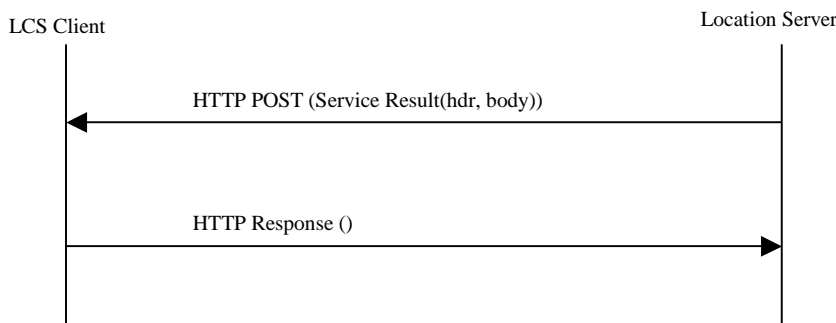 LCS Client
Location Server
HTTP POST (Service Result(hdr, body))
HTTP Response ()